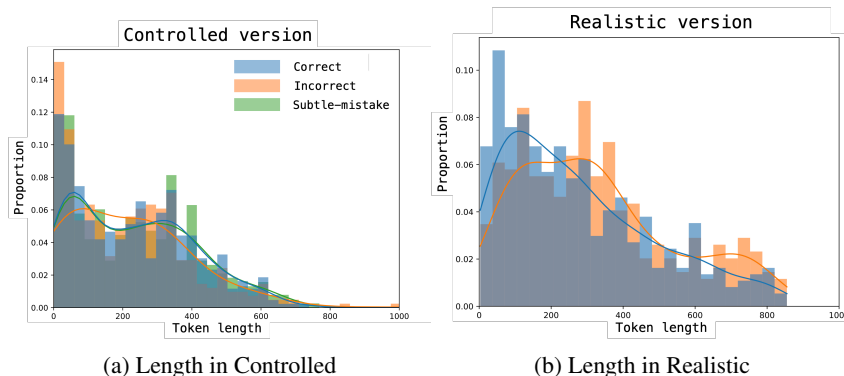 Controlled version
Correct
Incorrect
Subtle-mistake
Proportion
0.14
0.12
0.10
0.08
0.06
0.04
0.02
0.00
0
200
400
600
800
1000
Token length
(a) Length in Controlled
Realistic version
Proportion
0.10
0.08
0.06
0.04
0.02
0.00
0
200
400
600
800
100
Token length
(b) Length in Realistic